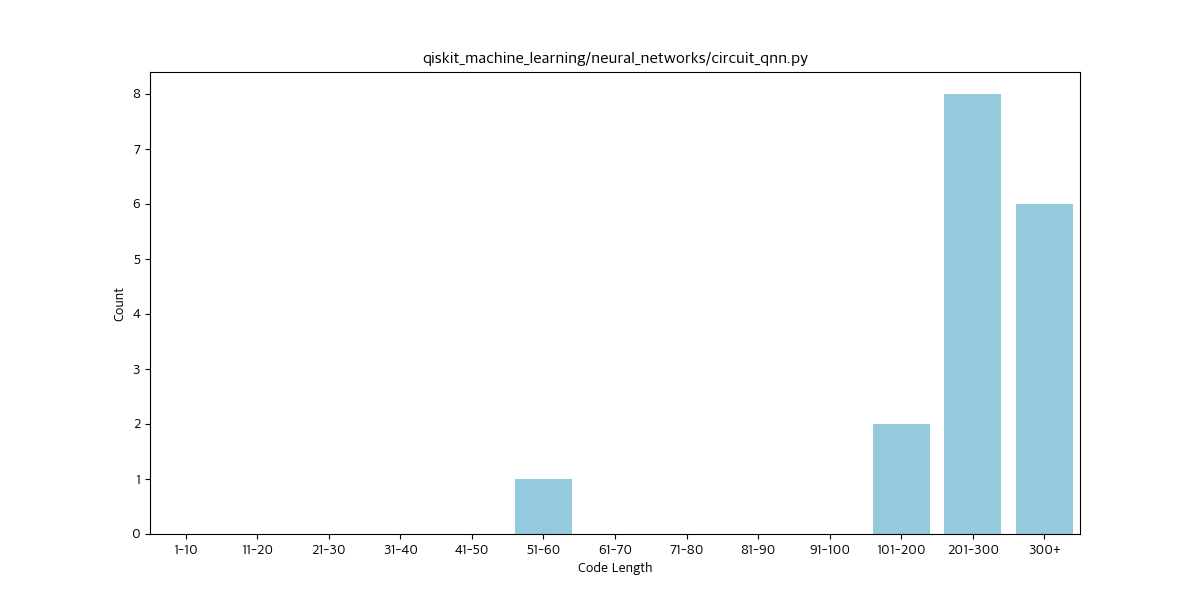 qiskit_machine_learning/neural_networks/circuit_qnn.py
8
7
6
5
4
3
2
1
0
Count
1-10 11-20 21-30 31-40 41-50 51-60 61-70 71-80 81-90 91-100 101-200 201-300 300+
Code Length